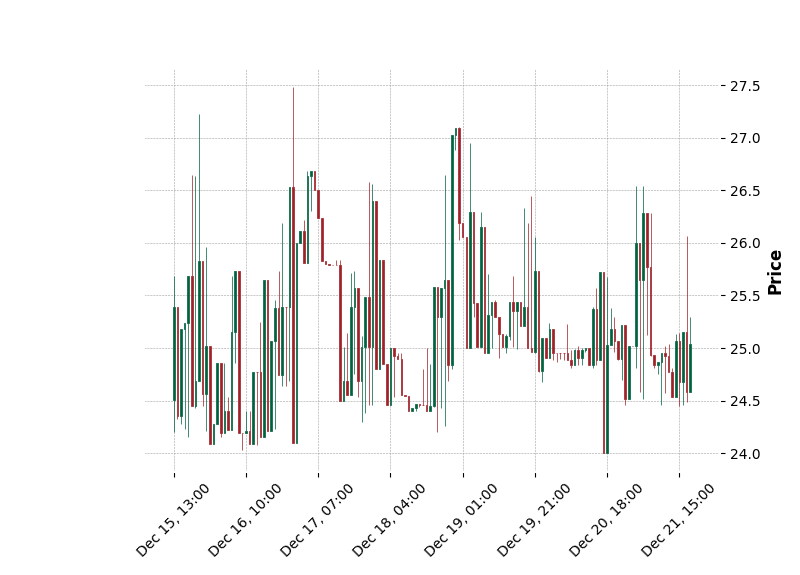 27.5
27.0
26.5
26.0
25.5
25.0
24.5
24.0
Price
Dec 15, 13:00
Dec 16, 10:00
Dec 17, 07:00
Dec 18, 04:00
Dec 19, 01:00
Dec 19, 21:00
Dec 20, 18:00
Dec 21, 15:00